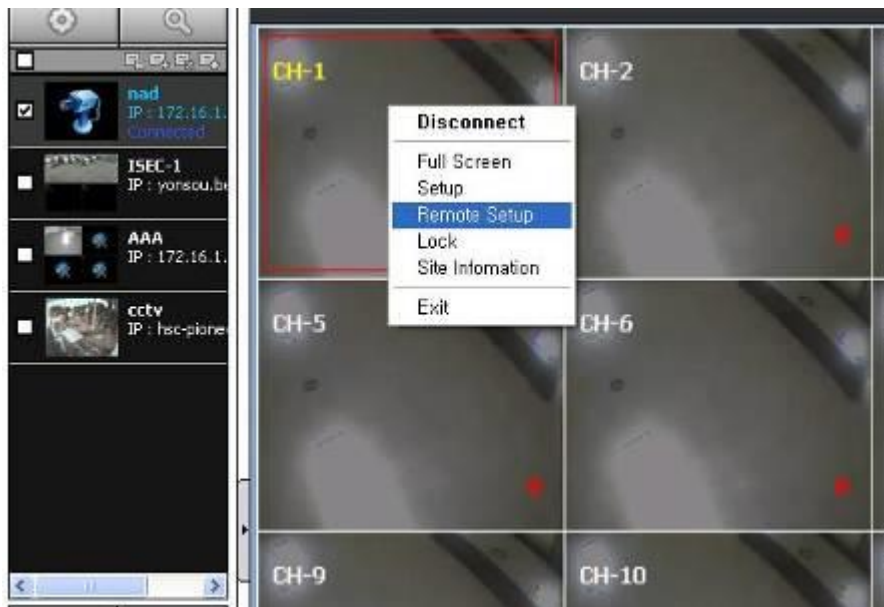 nad
IP : 172.16.1.
Connected
ISEC-1
IP : yonsou.be
AAA
IP : 172.16.1.
cctv
IP : hsc-pionee
CH-1
CH-2
Disconnect
Full Screen
Setup
Remote Setup
Lock
Site Infomation
Exit
CH-5
CH-6
CH-9
CH-10